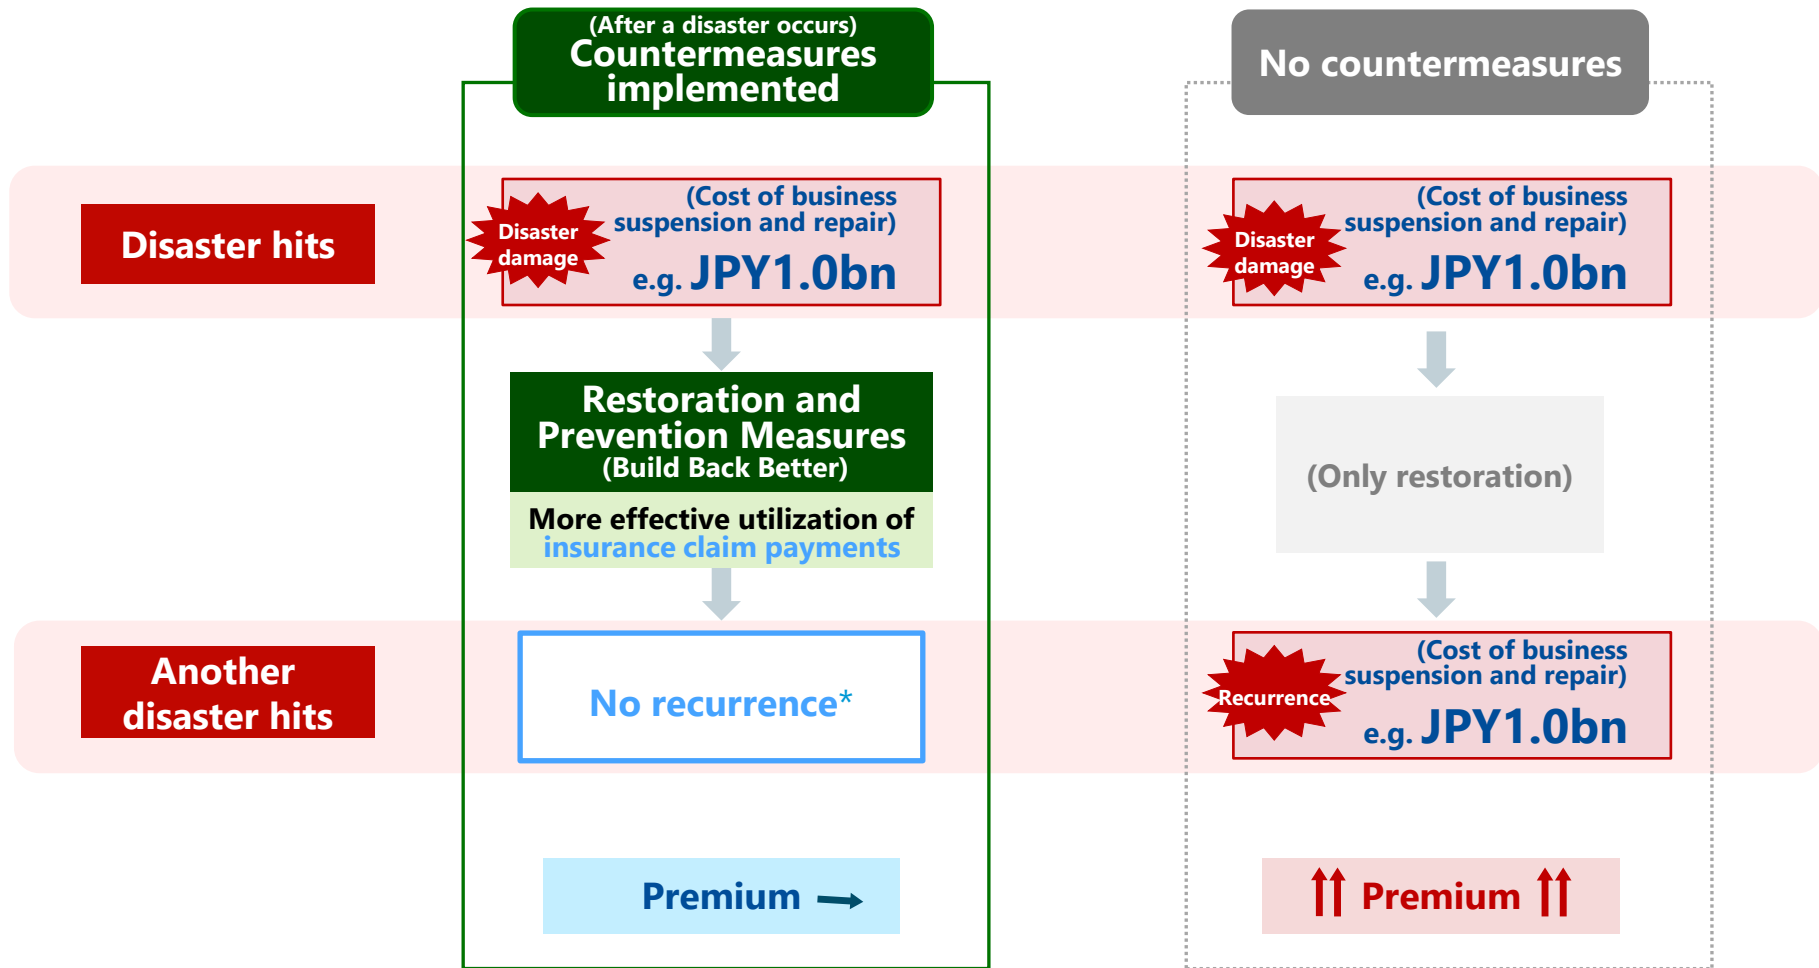 (After a disaster occurs)
Countermeasures
implemented
No countermeasures
Disaster hits
Disaster
damage
(Cost of business
suspension and repair)
e.g. JPY1.0bn
Disaster
damage
(Cost of business
suspension and repair)
e.g. JPY1.0bn
Restoration and
Prevention Measures
(Build Back Better)
More effective utilization of
insurance claim payments
(Only restoration)
Another
disaster hits
No recurrence*
Recurrence
(Cost of business
suspension and repair)
e.g. JPY1.0bn
Premium →
↑↑ Premium ↑↑